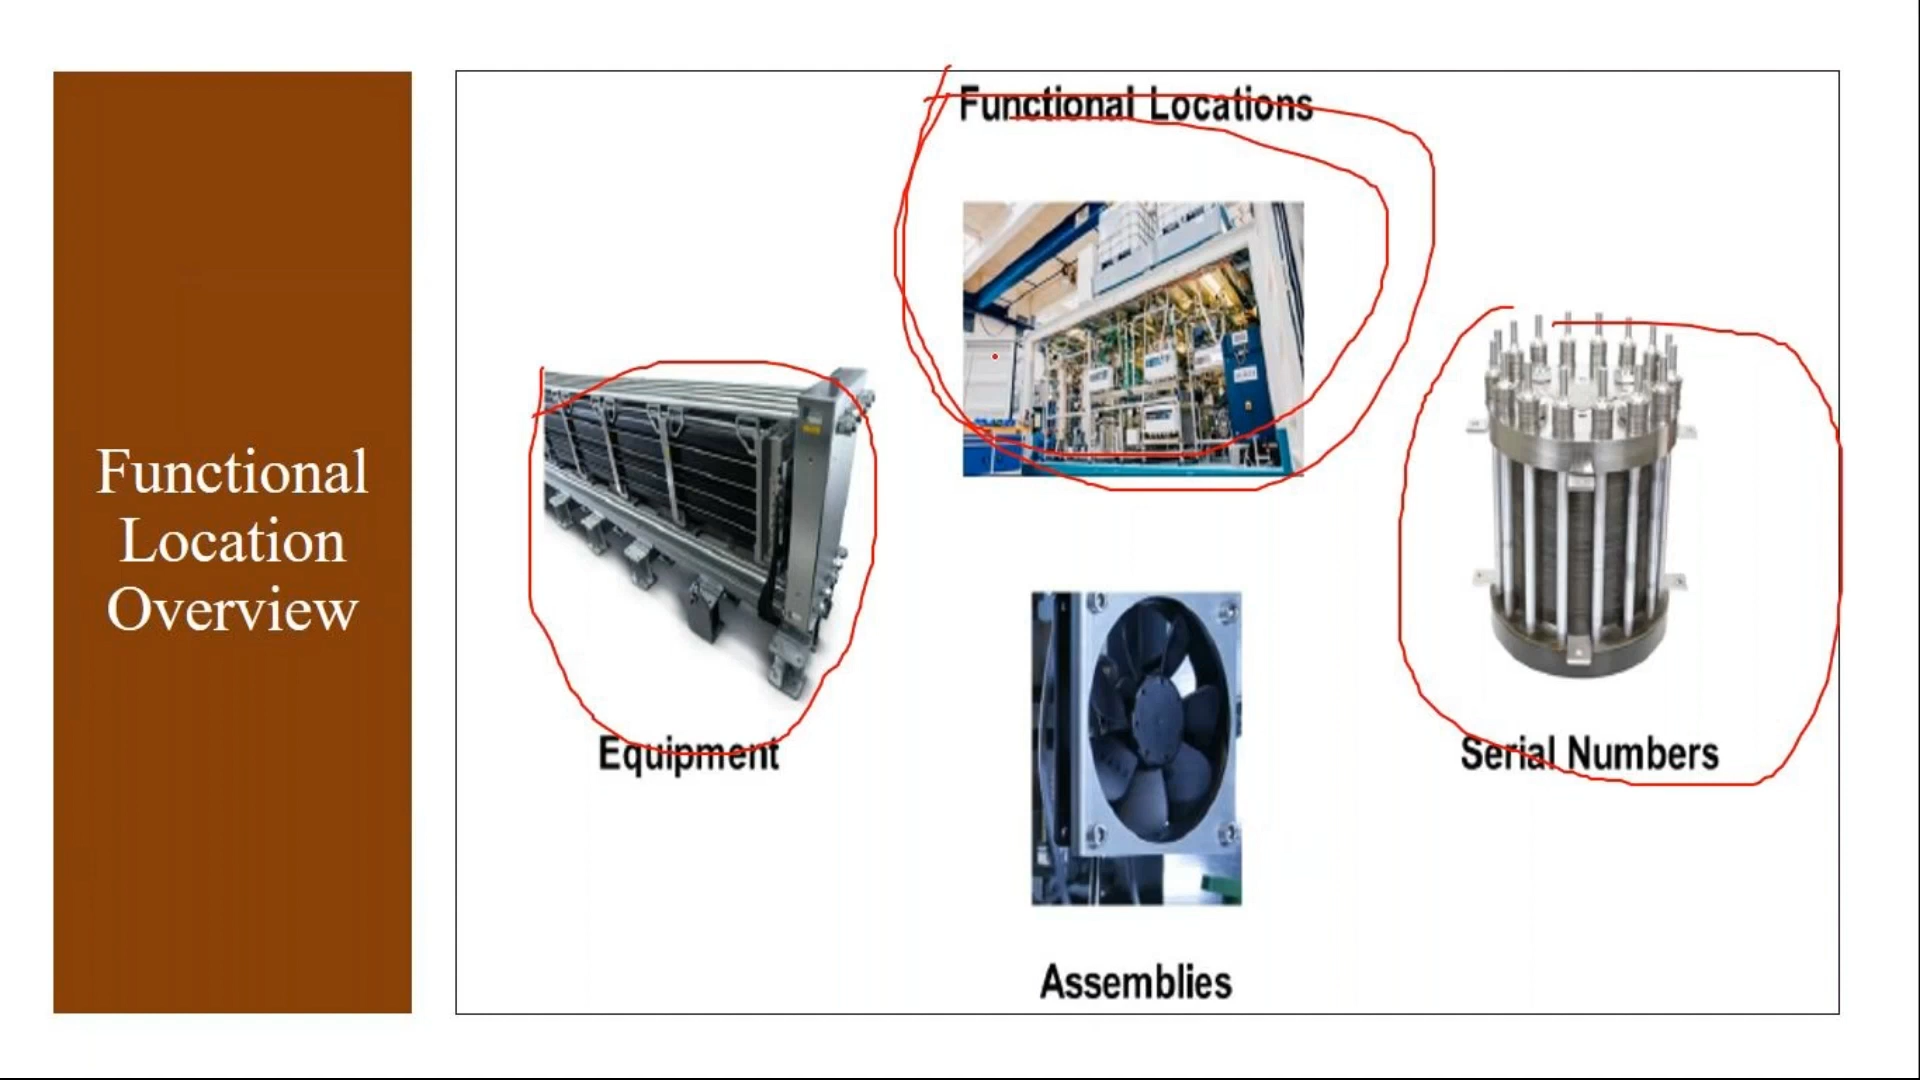 Functional
Location
Overview
Functional Locations
Equipment
Serial Numbers
Assemblies